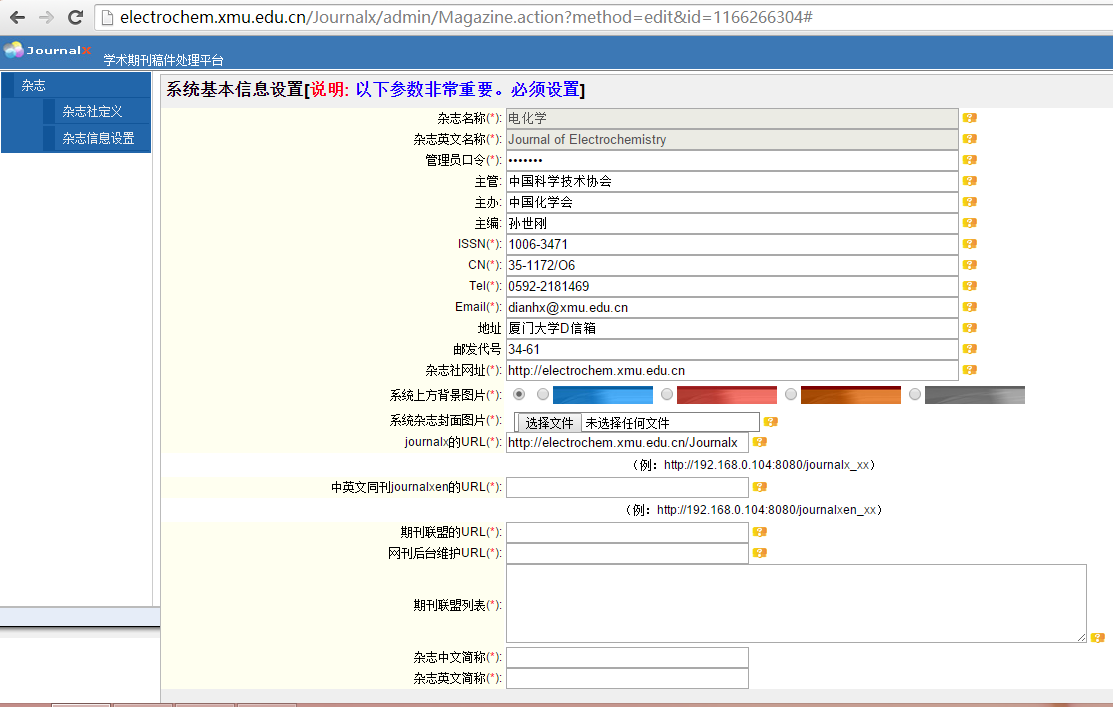 electrochem.xmu.edu.cn/Journalx/admin/Magazine.action?method=edit&id=1166266304#
JournalX 学术期刊稿件处理平台
杂志
杂志社定义
杂志信息设置
系统基本信息设置[说明: 以下参数非常重要。必须设置]
杂志名称(*): 电化学
杂志英文名称(*): Journal of Electrochemistry
管理员口令(*): •••••••
主管: 中国科学技术协会
主办: 中国化学会
主编: 孙世刚
ISSN(*): 1006-3471
CN(*): 35-1172/O6
Tel(*): 0592-2181469
Email(*): dianhx@xmu.edu.cn
地址 厦门大学D信箱
邮发代号 34-61
杂志社网址(*): http://electrochem.xmu.edu.cn
系统上方背景图片(*):
系统杂志封面图片(*): 选择文件 未选择任何文件
journalx的URL(*): http://electrochem.xmu.edu.cn/Journalx
（例：http://192.168.0.104:8080/journalx_xx）
中英文同刊journalxen的URL(*):
（例：http://192.168.0.104:8080/journalxen_xx）
期刊联盟的URL(*):
网刊后台维护URL(*):
期刊联盟列表(*):
杂志中文简称(*):
杂志英文简称(*):